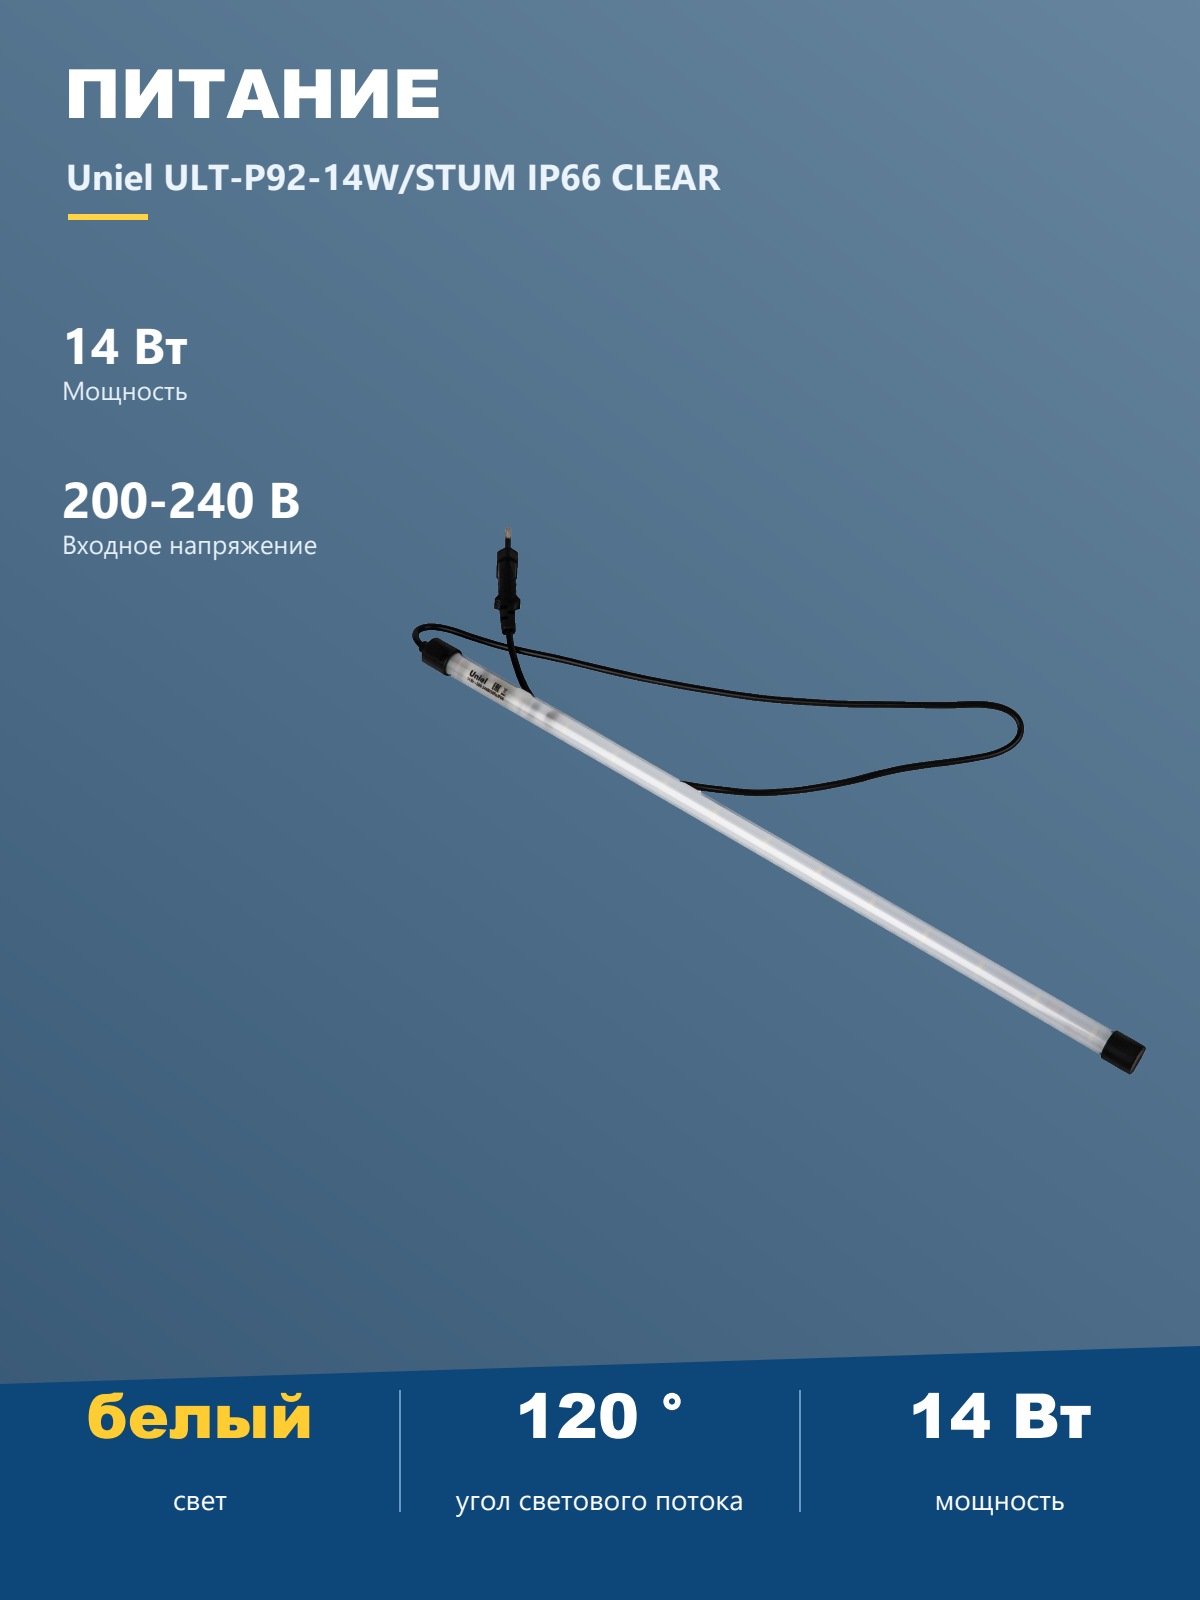 ПИТАНИЕ
Uniel ULT-P92-14W/STUM IP66 CLEAR
14 Вт
Мощность
200-240 В
Входное напряжение
Uniel
белый
свет
120 °
угол светового потока
14 Вт
мощность